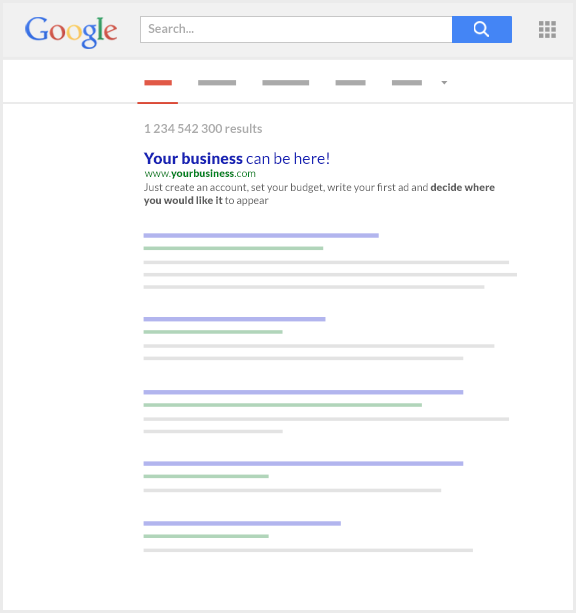 Google
Search...
1 234 542 300 results
Your business can be here!
www.yourbusiness.com
Just create an account, set your budget, write your first ad and decide where
you would like it to appear